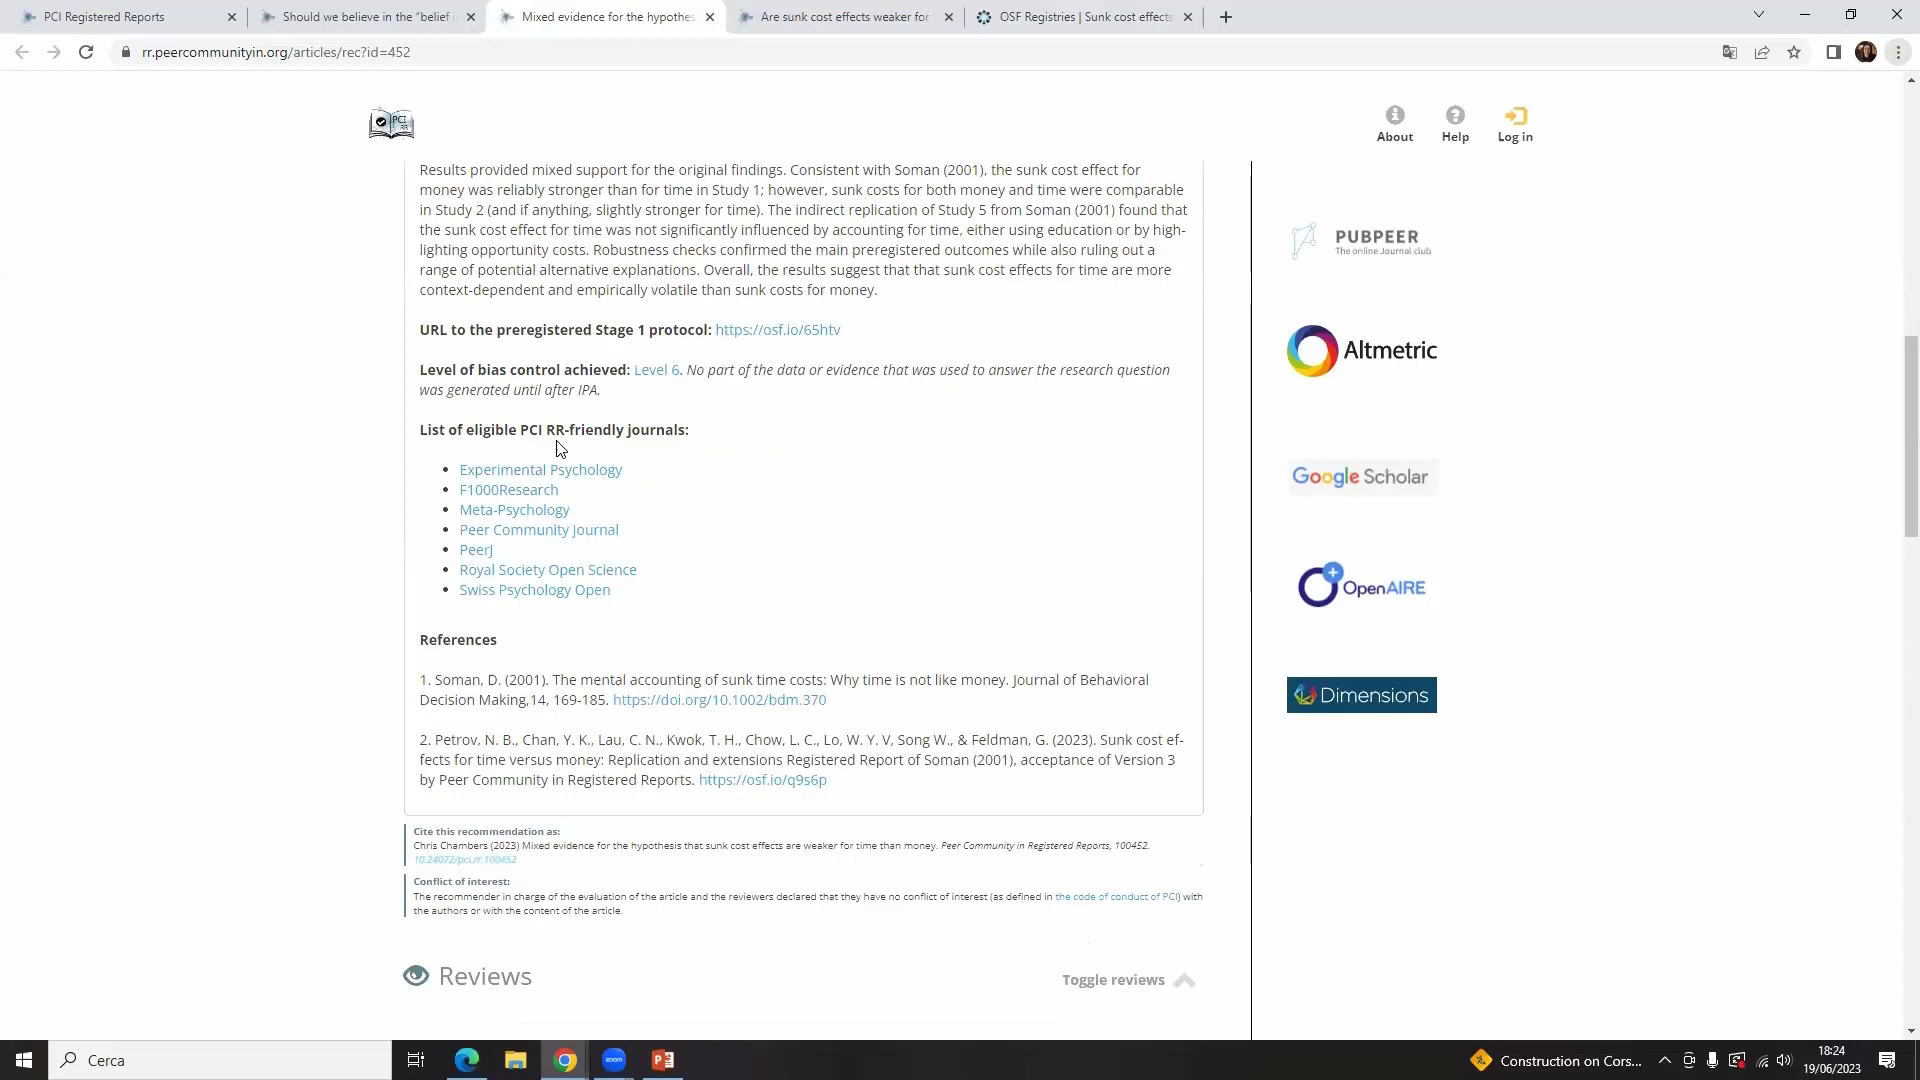 PCI Registered Reports
Should we believe in the "belief i
Mixed evidence for the hypothes
Are sunk cost effects weaker for
OSF Registries | Sunk cost effects
rr.peercommunityin.org/articles/rec?id=452
PCI
RR
About
Help
Log in
Results provided mixed support for the original findings. Consistent with Soman (2001), the sunk cost effect for
money was reliably stronger than for time in Study 1; however, sunk costs for both money and time were comparable
in Study 2 (and if anything, slightly stronger for time). The indirect replication of Study 5 from Soman (2001) found that
the sunk cost effect for time was not significantly influenced by accounting for time, either using education or by high-
lighting opportunity costs. Robustness checks confirmed the main preregistered outcomes while also ruling out a
range of potential alternative explanations. Overall, the results suggest that that sunk cost effects for time are more
context-dependent and empirically volatile than sunk costs for money.
URL to the preregistered Stage 1 protocol: https://osf.io/65htv
Level of bias control achieved: Level 6. No part of the data or evidence that was used to answer the research question
was generated until after IPA.
List of eligible PCI RR-friendly journals:
• Experimental Psychology
• F1000Research
• Meta-Psychology
• Peer Community Journal
• PeerJ
• Royal Society Open Science
• Swiss Psychology Open
References
1. Soman, D. (2001). The mental accounting of sunk time costs: Why time is not like money. Journal of Behavioral
Decision Making,14, 169-185. https://doi.org/10.1002/bdm.370
2. Petrov, N. B., Chan, Y. K., Lau, C. N., Kwok, T. H., Chow, L. C., Lo, W. Y. V, Song W., & Feldman, G. (2023). Sunk cost ef-
fects for time versus money: Replication and extensions Registered Report of Soman (2001), acceptance of Version 3
by Peer Community in Registered Reports. https://osf.io/q9s6p
Cite this recommendation as:
Chris Chambers (2023) Mixed evidence for the hypothesis that sunk cost effects are weaker for time than money. Peer Community in Registered Reports, 100452.
10.24072/pci.rr.100452
Conflict of interest:
The recommender in charge of the evaluation of the article and the reviewers declared that they have no conflict of interest (as defined in the code of conduct of PCI) with
the authors or with the content of the article.
Reviews
Toggle reviews
PUBPEER
The online Journal club
Altmetric
Google Scholar
OpenAIRE
Dimensions
Cerca
zoom
Construction on Cors...
18:24
19/06/2023